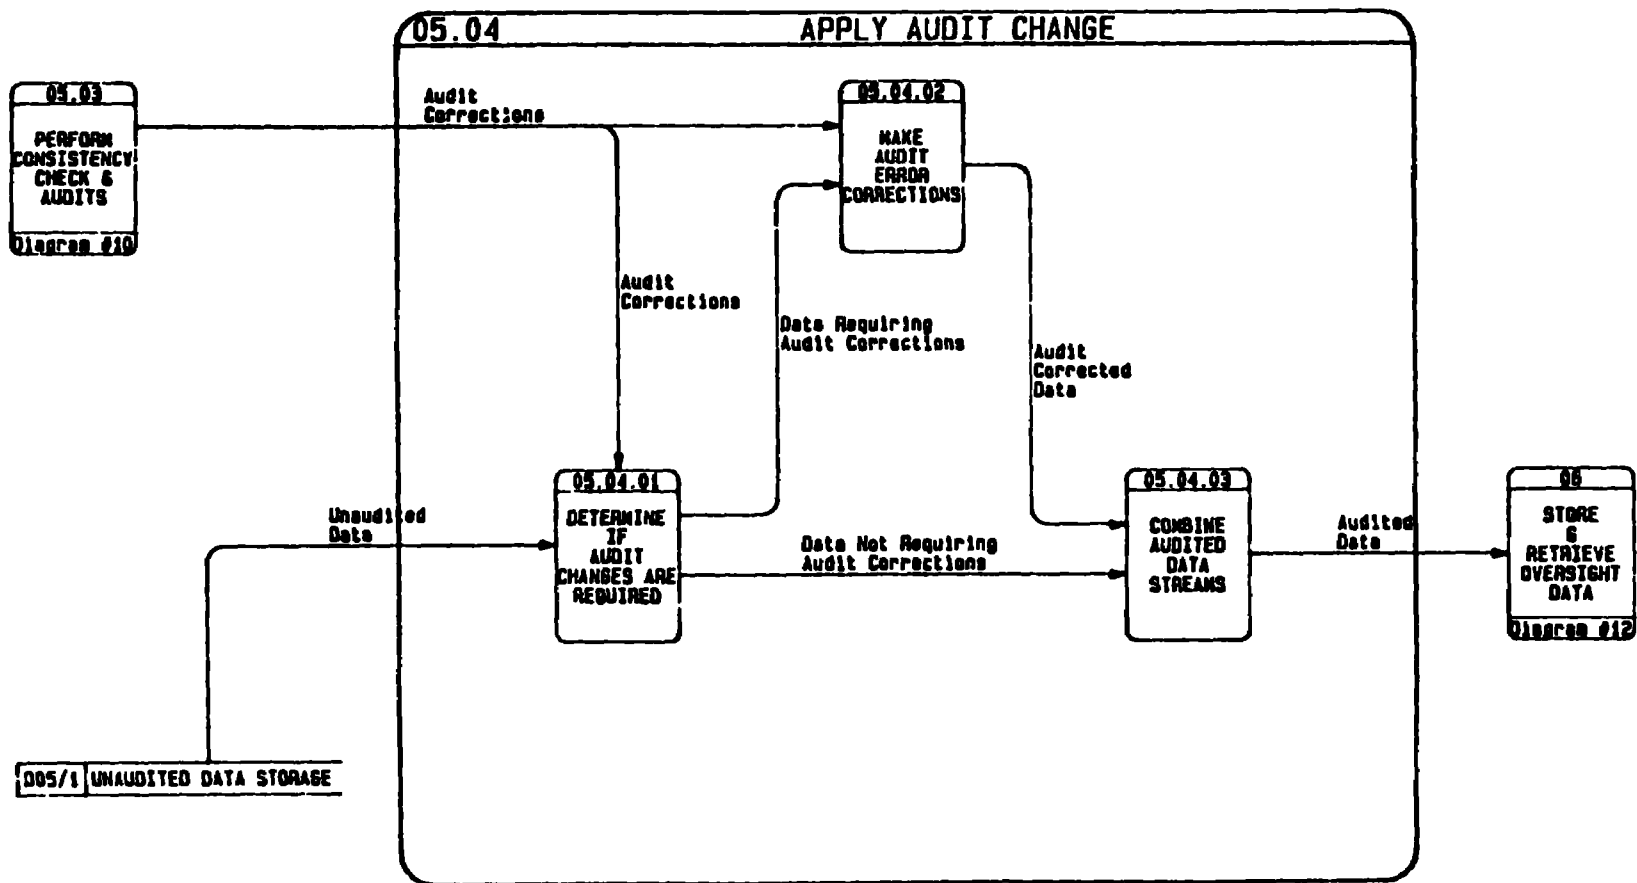 05.04 APPLY AUDIT CHANGE
05.03
PERFORM
CONSISTENCY
CHECK &
AUDITS
Diagram #10
Audit
Corrections
05.04.02
MAKE
AUDIT
ERROR
CORRECTIONS
Audit
Corrections
Data Requiring
Audit Corrections
Audit
Corrected
Data
Unaudited
Data
05.04.01
DETERMINE
IF
AUDIT
CHANGES ARE
REQUIRED
Data Not Requiring
Audit Corrections
05.04.03
COMBINE
AUDITED
DATA
STREAMS
Audited
Data
06
STORE
&
RETRIEVE
OVERSIGHT
DATA
Diagram #12
D05/1 UNAUDITED DATA STORAGE